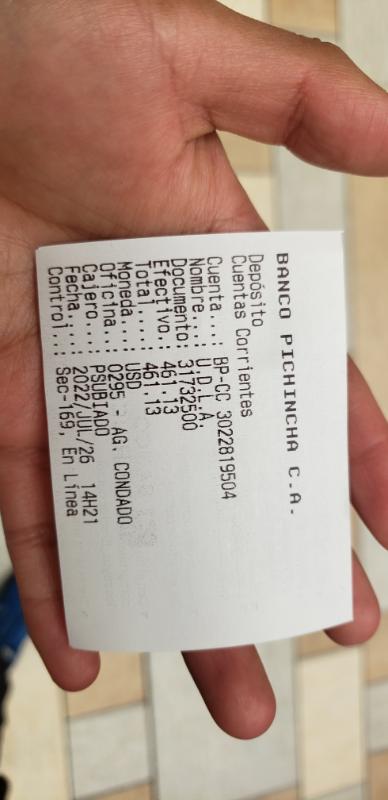 BANCO PICHINCHA C.A.
Depósito
Cuentas Corrientes
Cuenta...: BP-CC 3022819504
Nombre...: U.D.L.A.
Documento: 31732500
Efectivo.: 461.13
Total....: 461.13
Moneda...: USD
Oficina..: 0295 - AG. CONDADO
Cajero...: PSUBIADO
Fecha....: 2022/JUL/26 14H21
Control..: Sec-169, En Línea